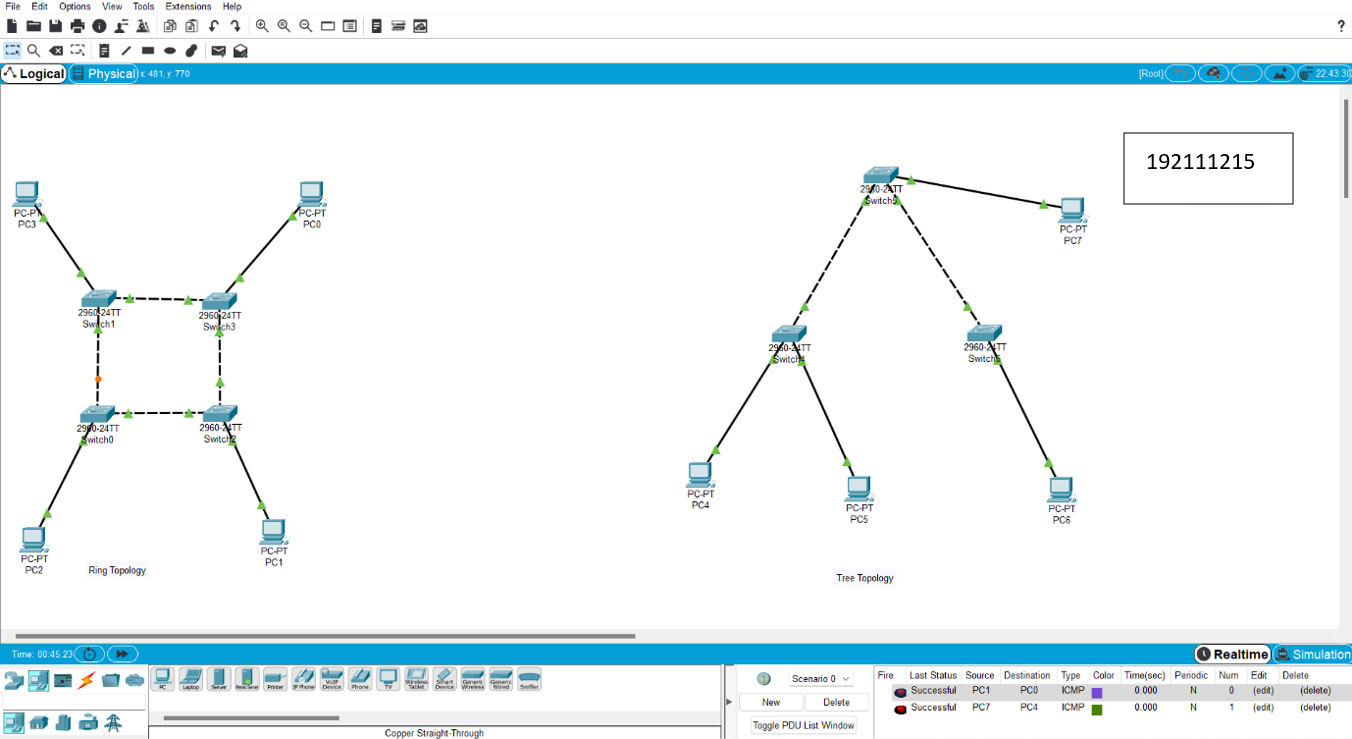 File Edit Options View Tools Extensions Help
?
Logical Physical x: 481, y: 770 [Root] 22:43:30
192111215
2960-24TT
Switch5
PC-PT
PC3
PC-PT
PC0
PC-PT
PC7
2960-24TT
Switch1
2960-24TT
Switch3
2960-24TT
Switch4
2960-24TT
2960-24TT
Switch0
2960-24TT
Switch2
PC-PT
PC4
PC-PT
PC5
PC-PT
PC6
PC-PT
PC2
PC-PT
PC1
Ring Topology
Tree Topology
Time: 00:45:23 Realtime Simulation
PC Laptop Server Printer IP Phone VoIP Device Phone TV Wireless Tablet Smart Device Generic Wireless Generic Wired Sniffer
Scenario 0
New Delete
Toggle PDU List Window
Fire Last Status Source Destination Type Color Time(sec) Periodic Num Edit Delete
Successful PC1 PC0 ICMP 0.000 N 0 (edit) (delete)
Successful PC7 PC4 ICMP 0.000 N 1 (edit) (delete)
Copper Straight-Through